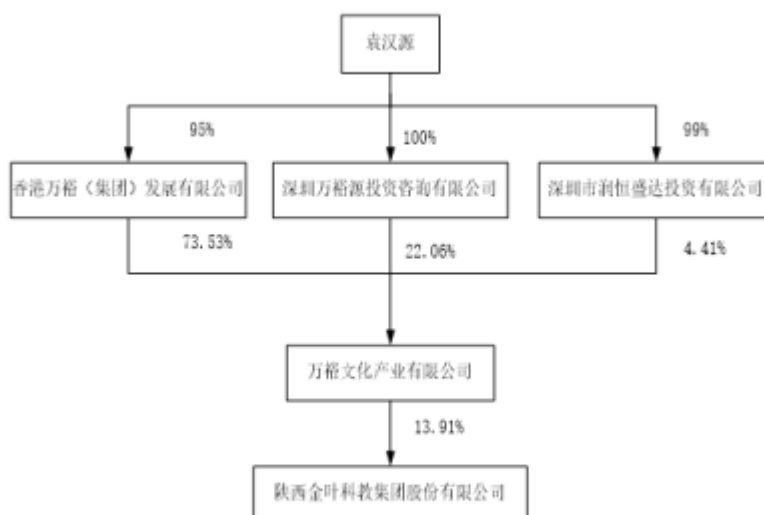 袁汉源
95%
100%
99%
香港万裕（集团）发展有限公司
深圳万裕源投资咨询有限公司
深圳市润恒盛达投资有限公司
73.53%
22.06%
4.41%
万裕文化产业有限公司
13.91%
陕西金叶科教集团股份有限公司